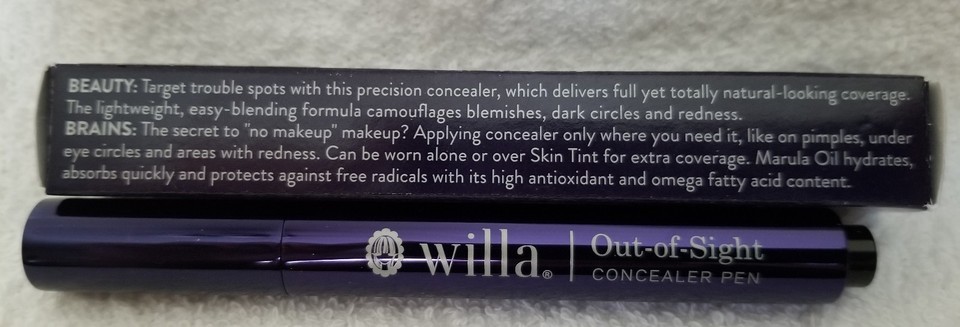 BEAUTY: Target trouble spots with this precision concealer, which delivers full yet totally natural-looking coverage.
The lightweight, easy-blending formula camouflages blemishes, dark circles and redness.
BRAINS: The secret to "no makeup" makeup? Applying concealer only where you need it, like on pimples, under
eye circles and areas with redness. Can be worn alone or over Skin Tint for extra coverage. Marula Oil hydrates,
absorbs quickly and protects against free radicals with its high antioxidant and omega fatty acid content.
willa® | Out-of-Sight
CONCEALER PEN